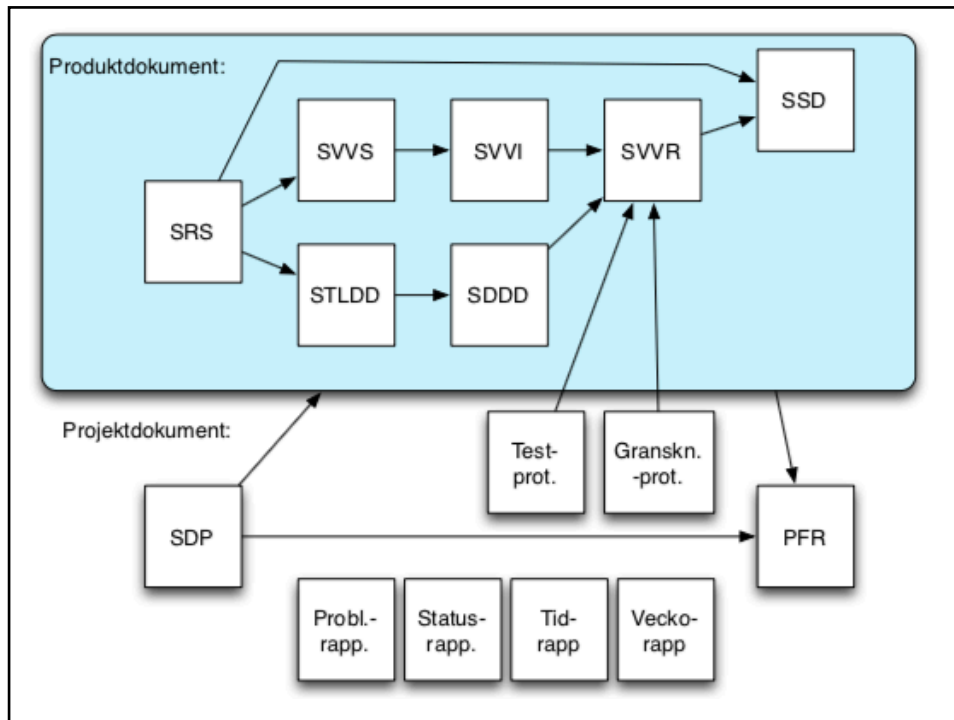 Produktdokument:
SSD
SVVS
SVVI
SVVR
SRS
STLDD
SDDD
Projektdokument:
Test-
prot.
Granskn.
-prot.
SDP
PFR
Probl.-
rapp.
Status-
rapp.
Tid-
rapp
Vecko-
rapp